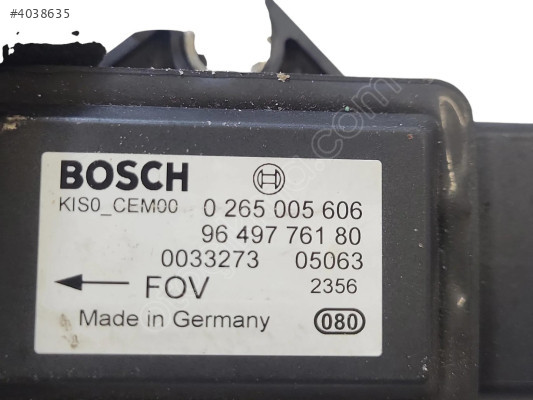 #4038635
BOSCH
KIS0_CEM00 0 265 005 606
96 497 761 80
0033273 05063
FOV 2356
Made in Germany 080